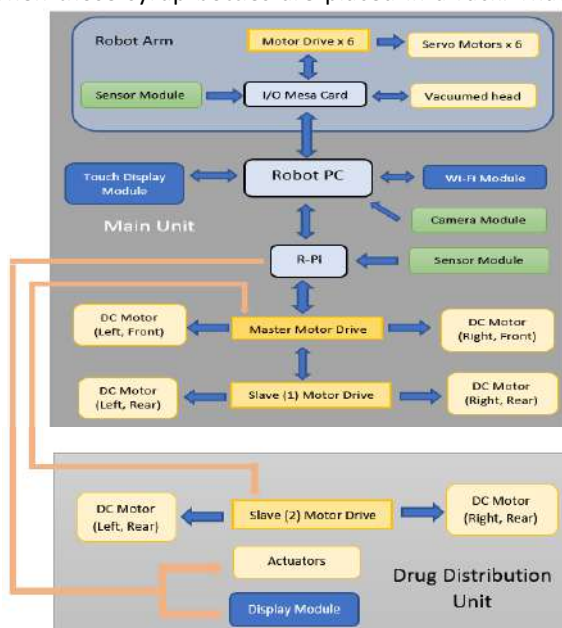 Robot Arm
Motor Drive x 6
Servo Motors x 6
Sensor Module
I/O Mesa Card
Vacuumed head
Touch Display
Module
Robot PC
Wi-Fi Module
Main Unit
Camera Module
R-PI
Sensor Module
DC Motor
(Left, Front)
Master Motor Drive
DC Motor
(Right, Front)
DC Motor
(Left, Rear)
Slave (1) Motor Drive
DC Motor
(Right, Rear)
DC Motor
(Left, Rear)
Slave (2) Motor Drive
DC Motor
(Right, Rear)
Actuators
Display Module
Drug Distribution
Unit